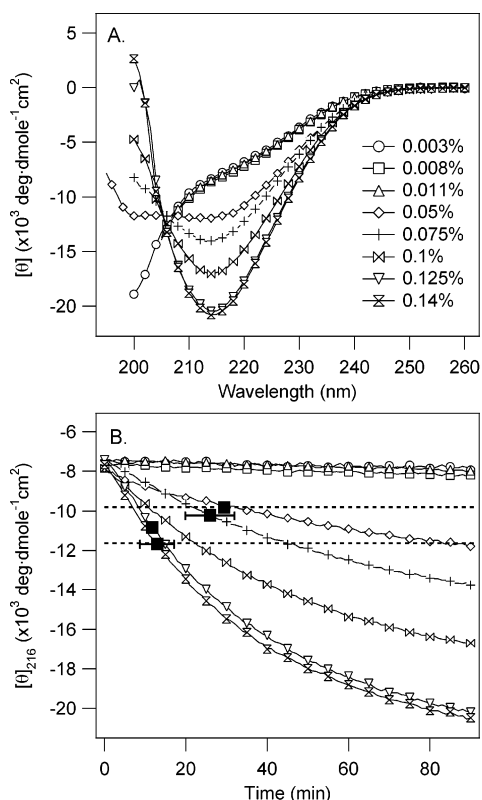 A.
5
0
-5
-10
-15
-20
[θ] (x10³ deg·dmole⁻¹cm²)
0.003%
0.008%
0.011%
0.05%
0.075%
0.1%
0.125%
0.14%
200 210 220 230 240 250 260
Wavelength (nm)
B.
-6
-8
-10
-12
-14
-16
-18
-20
[θ]₂₁₆ (x10³ deg·dmole⁻¹cm²)
0 20 40 60 80
Time (min)